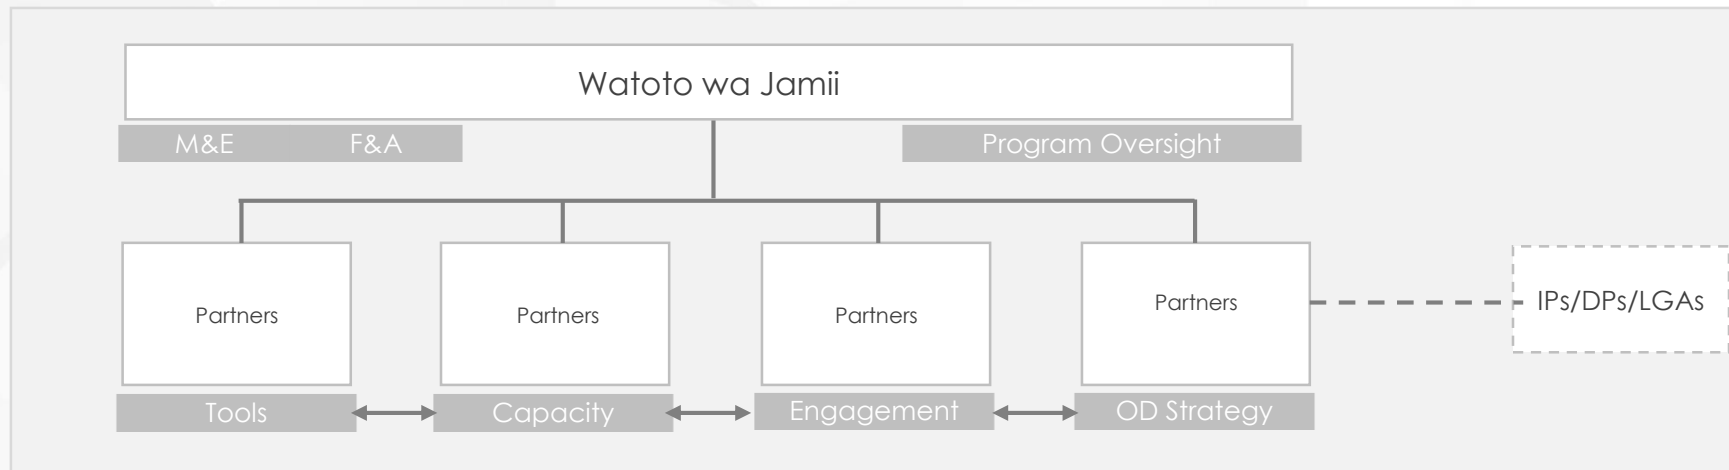 Watoto wa Jamii
M&E F&A Program Oversight
Partners Partners Partners Partners IPs/DPs/LGAs
Tools Capacity Engagement OD Strategy